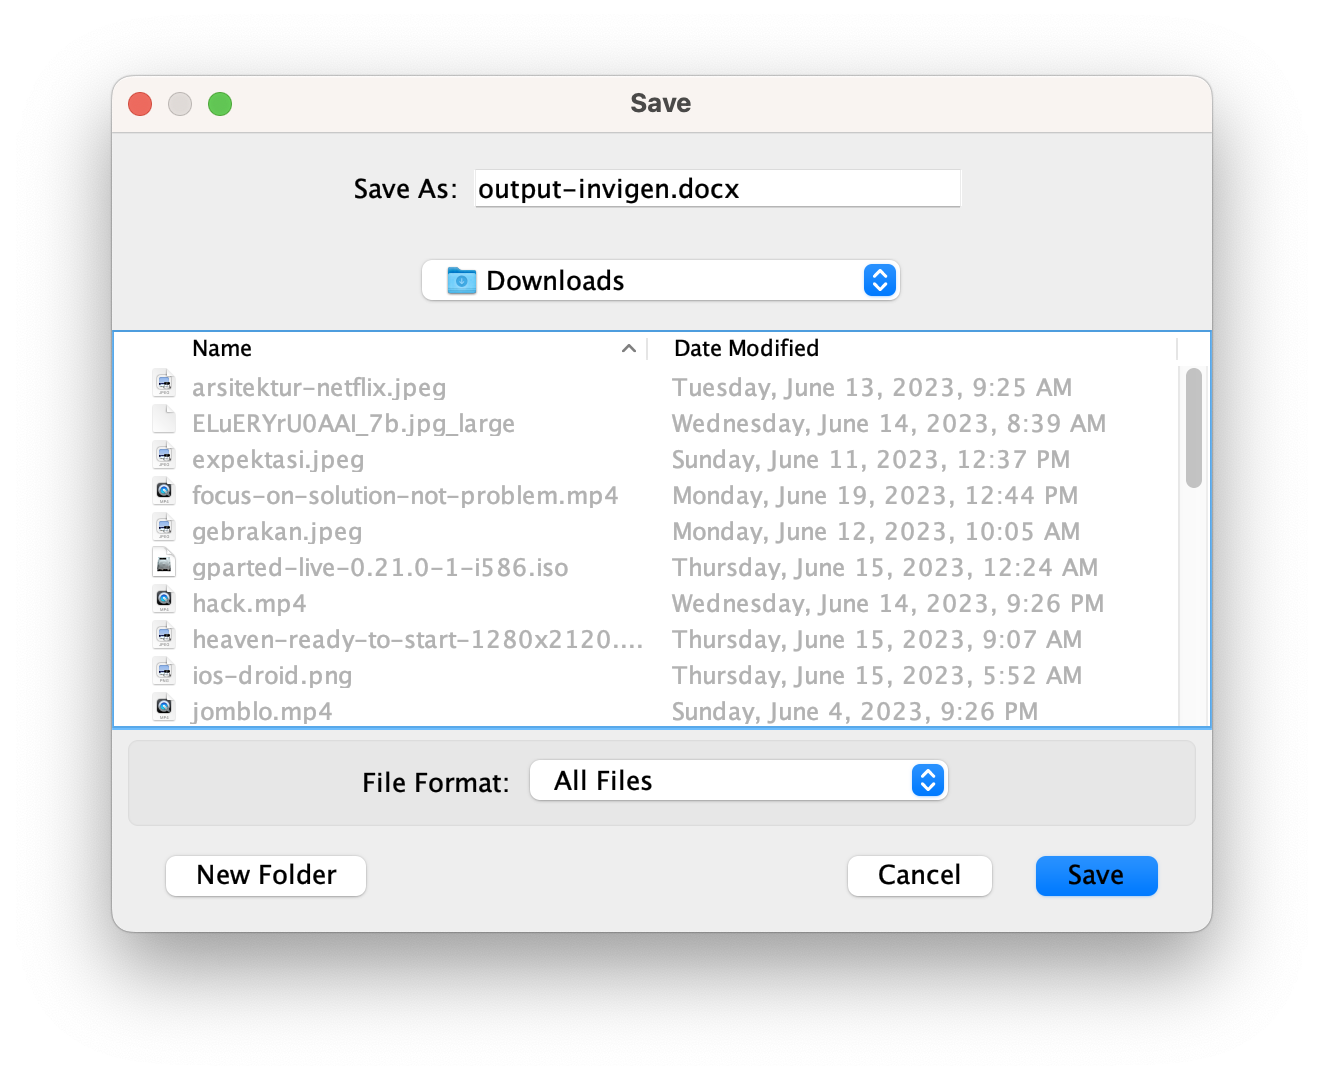 Save
Save As: output-invigen.docx
Downloads
Name Date Modified
arsitektur-netflix.jpeg Tuesday, June 13, 2023, 9:25 AM
ELuERYrU0AAI_7b.jpg_large Wednesday, June 14, 2023, 8:39 AM
expektasi.jpeg Sunday, June 11, 2023, 12:37 PM
focus-on-solution-not-problem.mp4 Monday, June 19, 2023, 12:44 PM
gebrakan.jpeg Monday, June 12, 2023, 10:05 AM
gparted-live-0.21.0-1-i586.iso Thursday, June 15, 2023, 12:24 AM
hack.mp4 Wednesday, June 14, 2023, 9:26 PM
heaven-ready-to-start-1280x2120.... Thursday, June 15, 2023, 9:07 AM
ios-droid.png Thursday, June 15, 2023, 5:52 AM
jomblo.mp4 Sunday, June 4, 2023, 9:26 PM
File Format: All Files
New Folder Cancel Save